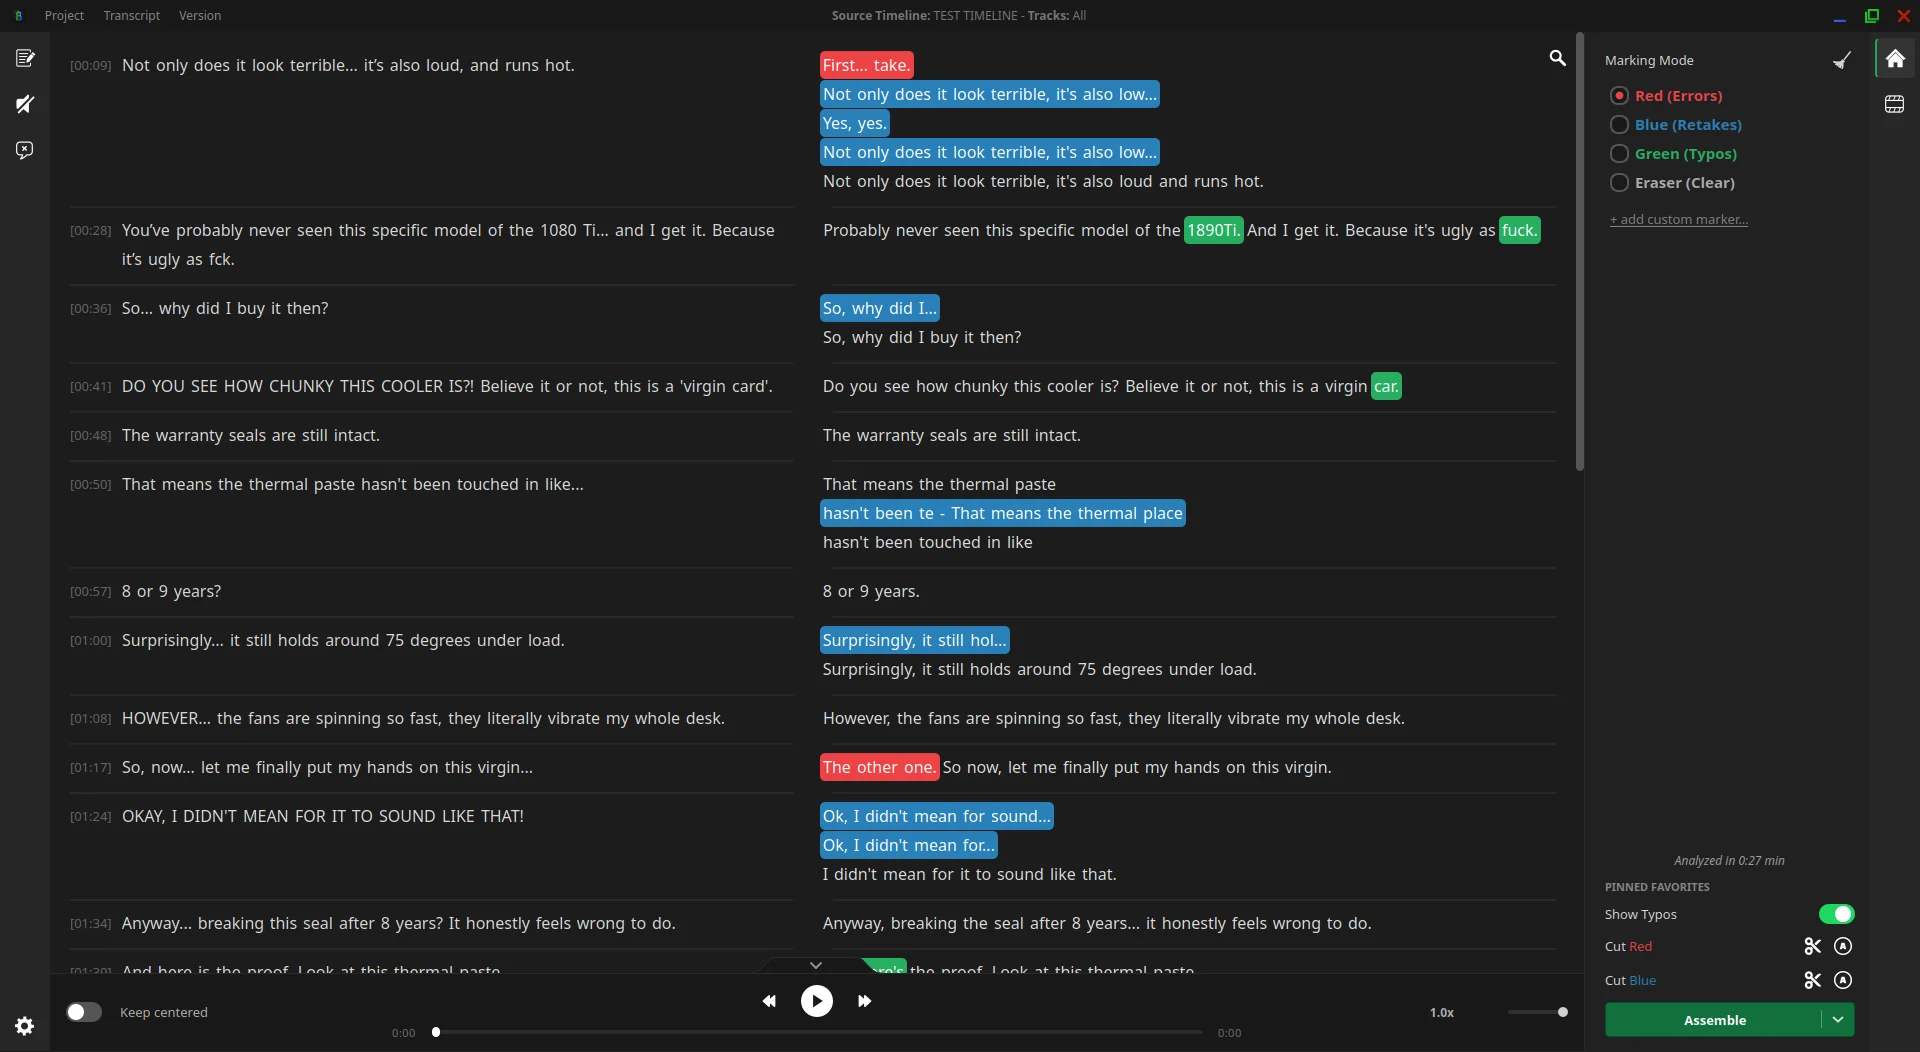 Project Transcript Version
Source Timeline: TEST TIMELINE - Tracks: All
[00:09] Not only does it look terrible... it's also loud, and runs hot.
First... take.
Not only does it look terrible, it's also low...
Yes, yes.
Not only does it look terrible, it's also low...
Not only does it look terrible, it's also loud and runs hot.
[00:28] You've probably never seen this specific model of the 1080 Ti... and I get it. Because
it's ugly as fck.
Probably never seen this specific model of the 1890Ti. And I get it. Because it's ugly as fuck.
[00:36] So... why did I buy it then?
So, why did I...
So, why did I buy it then?
[00:41] DO YOU SEE HOW CHUNKY THIS COOLER IS?! Believe it or not, this is a 'virgin card'.
Do you see how chunky this cooler is? Believe it or not, this is a virgin car.
[00:48] The warranty seals are still intact.
The warranty seals are still intact.
[00:50] That means the thermal paste hasn't been touched in like...
That means the thermal paste
hasn't been te - That means the thermal place
hasn't been touched in like
[00:57] 8 or 9 years?
8 or 9 years.
[01:00] Surprisingly... it still holds around 75 degrees under load.
Surprisingly, it still hol...
Surprisingly, it still holds around 75 degrees under load.
[01:08] HOWEVER... the fans are spinning so fast, they literally vibrate my whole desk.
However, the fans are spinning so fast, they literally vibrate my whole desk.
[01:17] So, now... let me finally put my hands on this virgin...
The other one. So now, let me finally put my hands on this virgin.
[01:24] OKAY, I DIDN'T MEAN FOR IT TO SOUND LIKE THAT!
Ok, I didn't mean for sound...
Ok, I didn't mean for...
I didn't mean for it to sound like that.
[01:34] Anyway... breaking this seal after 8 years? It honestly feels wrong to do.
Anyway, breaking the seal after 8 years... it honestly feels wrong to do.
[01:39] And here is the proof. Look at this thermal paste
the proof. Look at this thermal paste
Marking Mode
Red (Errors)
Blue (Retakes)
Green (Typos)
Eraser (Clear)
+ add custom marker...
Analyzed in 0:27 min
PINNED FAVORITES
Show Typos
Cut Red
Cut Blue
Assemble
Keep centered
0:00
0:00
1.0x